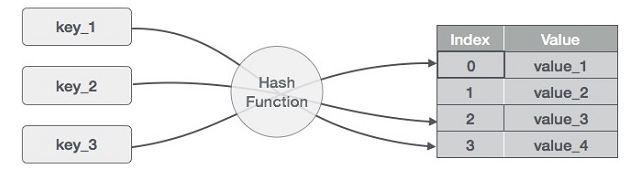 key_1
key_2
key_3
Hash
Function
Index Value
0 value_1
1 value_2
2 value_3
3 value_4